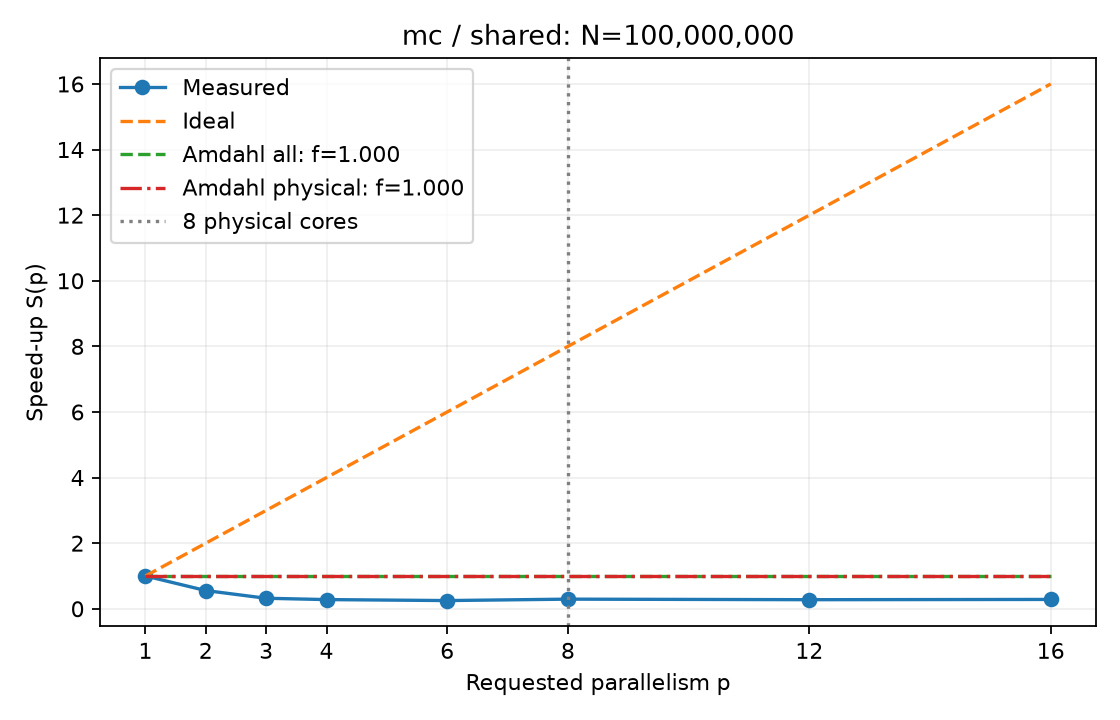 mc / shared: N=100,000,000
Measured
Ideal
Amdahl all: f=1.000
Amdahl physical: f=1.000
8 physical cores
Speed-up S(p)
16
14
12
10
8
6
4
2
0
1
2
3
4
6
8
12
16
Requested parallelism p